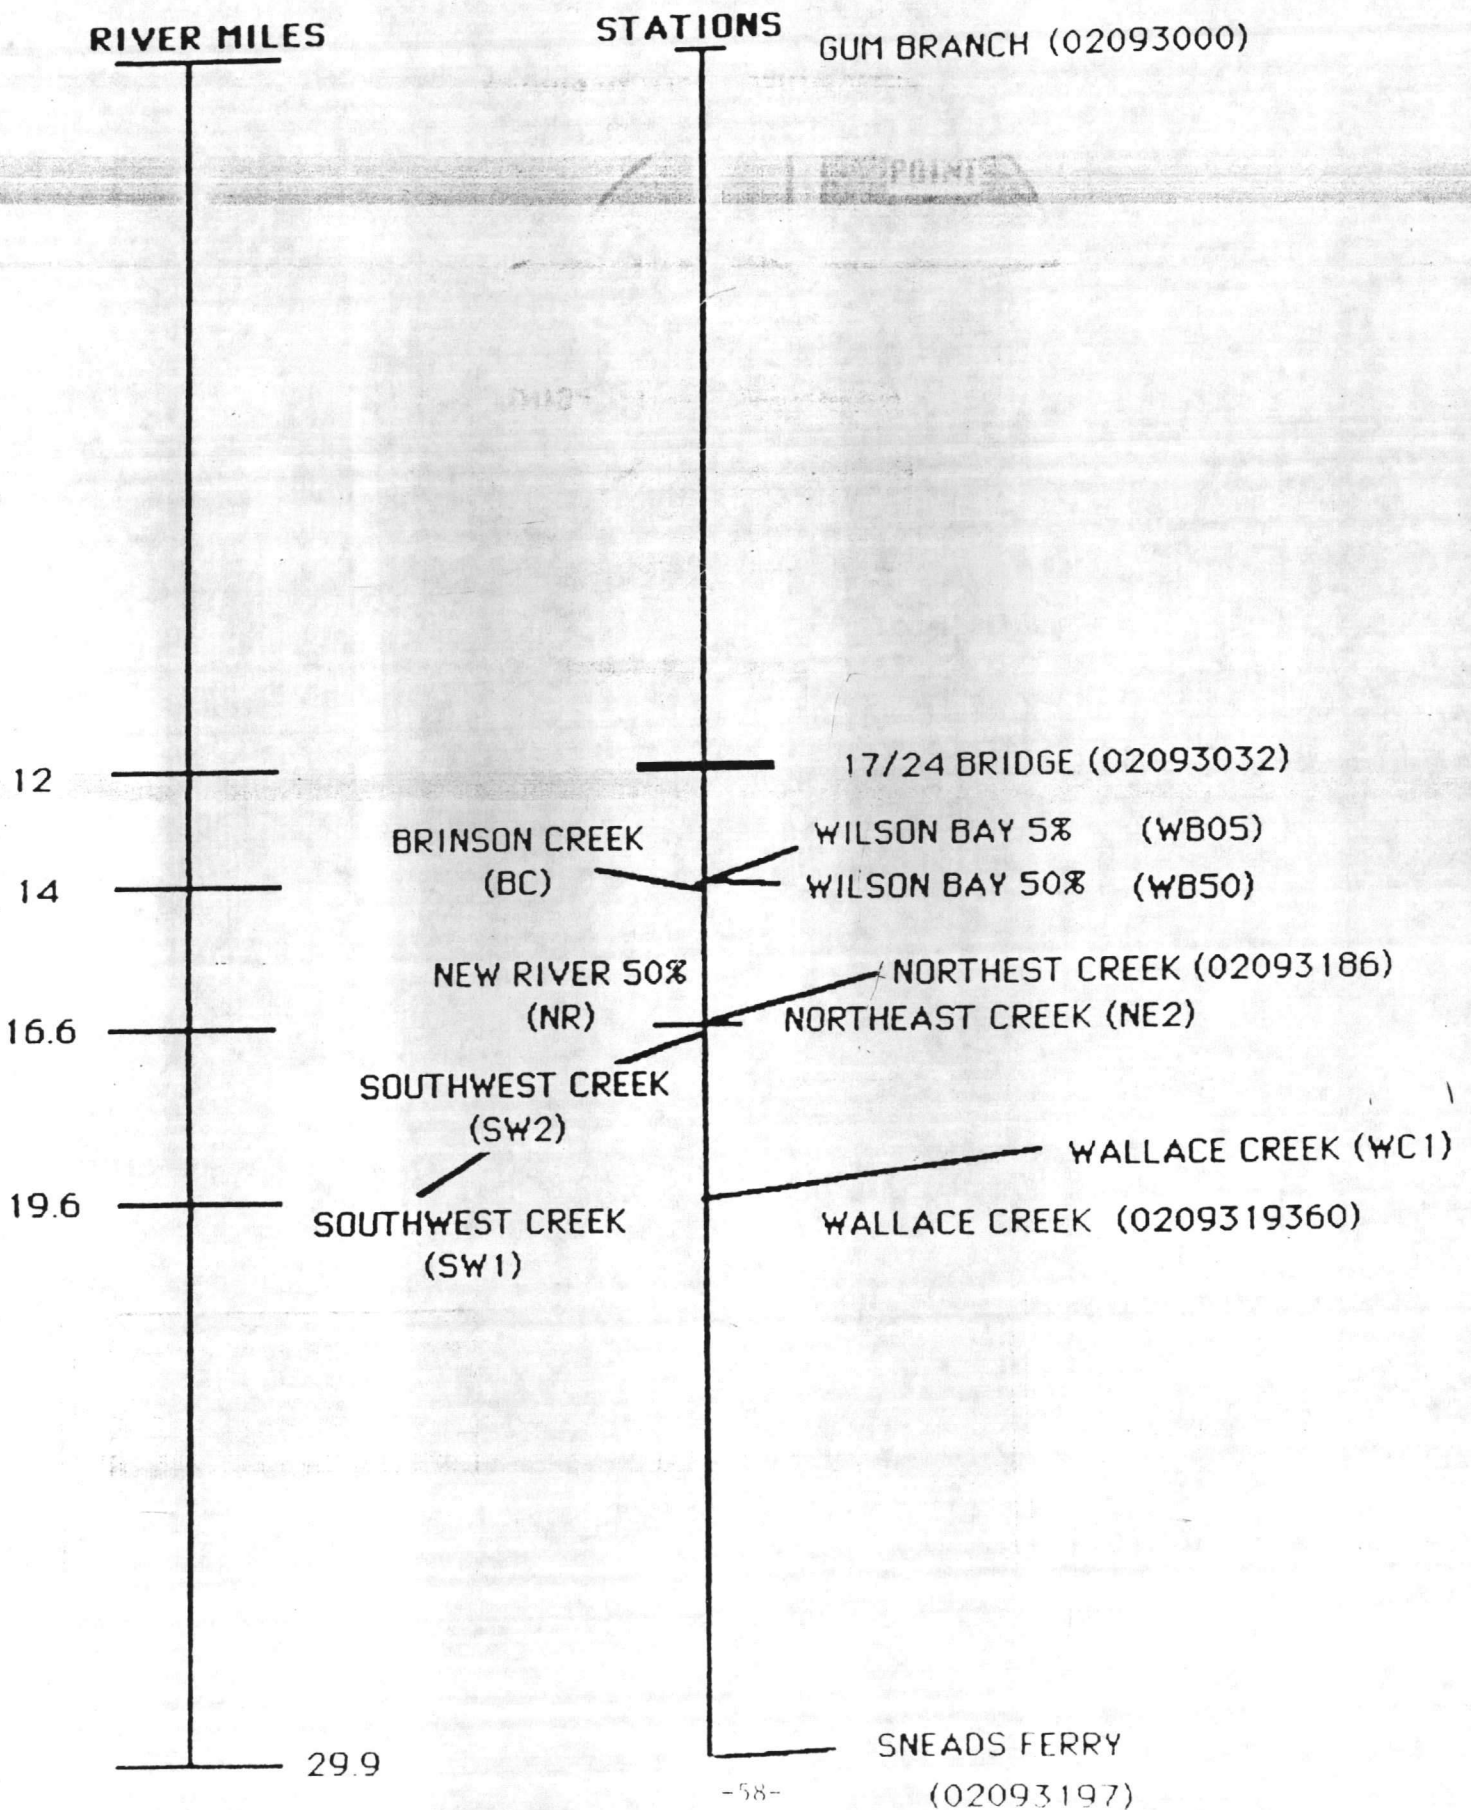 RIVER MILES
STATIONS
GUM BRANCH (02093000)
POINT
12
17/24 BRIDGE (02093032)
BRINSON CREEK
(BC)
WILSON BAY 5% (WB05)
14
WILSON BAY 50% (WB50)
NEW RIVER 50%
(NR)
NORTHEST CREEK (02093186)
16.6
NORTHEAST CREEK (NE2)
SOUTHWEST CREEK
(SW2)
WALLACE CREEK (WC1)
19.6
SOUTHWEST CREEK
(SW1)
WALLACE CREEK (0209319360)
29.9
SNEADS FERRY
(02093197)
-58-